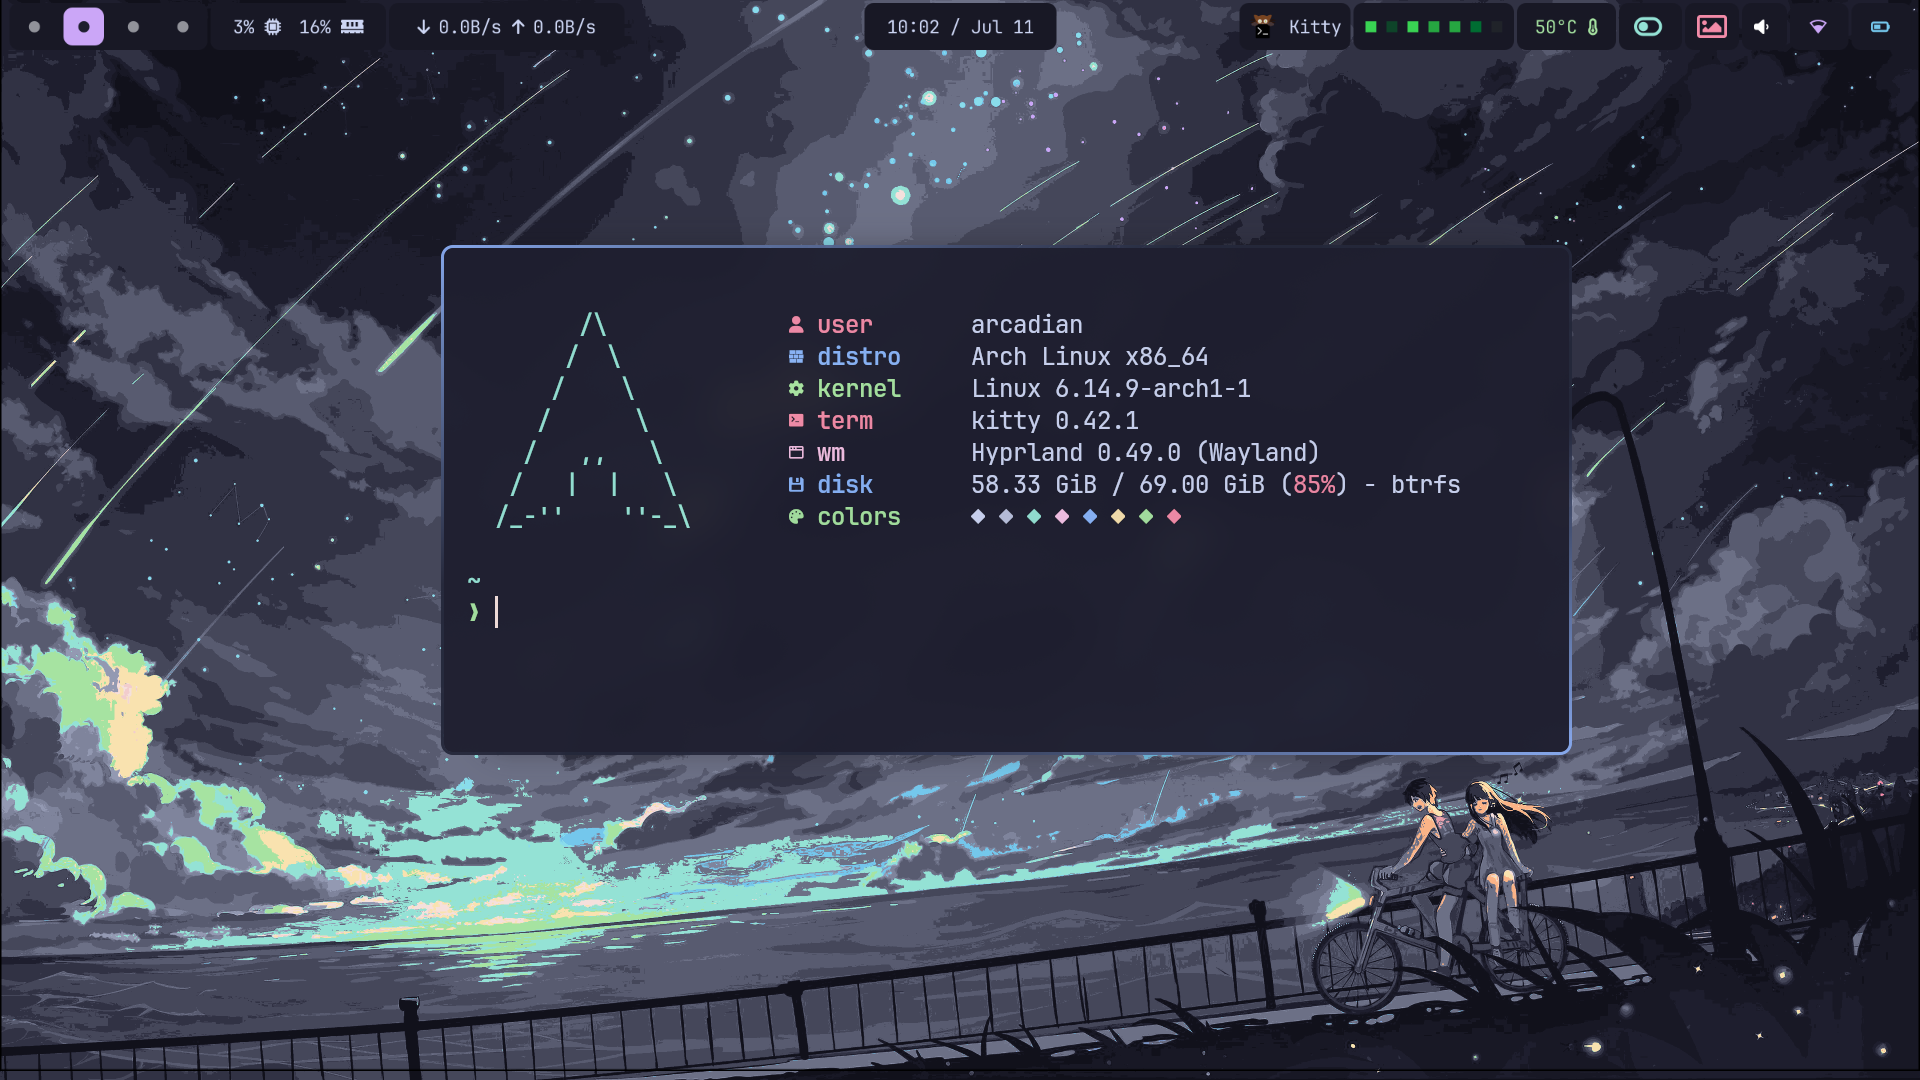 3% 16% 0.0B/s 0.0B/s 10:02 / Jul 11 Kitty 50°C
user arcadian
distro Arch Linux x86_64
kernel Linux 6.14.9-arch1-1
term kitty 0.42.1
wm Hyprland 0.49.0 (Wayland)
disk 58.33 GiB / 69.00 GiB (85%) - btrfs
colors
~
❯